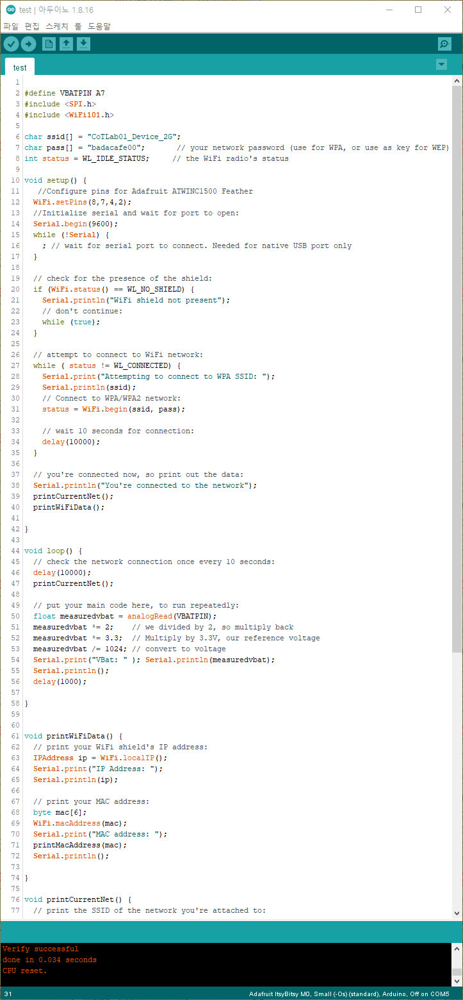 test | 아두이노 1.8.16
파일 편집 스케치 툴 도움말
test
1
2 #define VBATPIN A7
3 #include <SPI.h>
4 #include <WiFi101.h>
5
6 char ssid[] = "CoTLab01_Device_2G";
7 char pass[] = "badacafe00";       // your network password (use for WPA, or use as key for WEP)
8 int status = WL_IDLE_STATUS;     // the WiFi radio's status
9
10 void setup() {
11    //Configure pins for Adafruit ATWINC1500 Feather
12   WiFi.setPins(8,7,4,2);
13   //Initialize serial and wait for port to open:
14   Serial.begin(9600);
15   while (!Serial) {
16     ; // wait for serial port to connect. Needed for native USB port only
17   }
18
19   // check for the presence of the shield:
20   if (WiFi.status() == WL_NO_SHIELD) {
21     Serial.println("WiFi shield not present");
22     // don't continue:
23     while (true);
24   }
25
26   // attempt to connect to WiFi network:
27   while ( status != WL_CONNECTED) {
28     Serial.print("Attempting to connect to WPA SSID: ");
29     Serial.println(ssid);
30     // Connect to WPA/WPA2 network:
31     status = WiFi.begin(ssid, pass);
32
33     // wait 10 seconds for connection:
34     delay(10000);
35   }
36
37   // you're connected now, so print out the data:
38   Serial.println("You're connected to the network");
39   printCurrentNet();
40   printWiFiData();
41
42 }
43
44 void loop() {
45   // check the network connection once every 10 seconds:
46   delay(10000);
47   printCurrentNet();
48
49   // put your main code here, to run repeatedly:
50   float measuredvbat = analogRead(VBATPIN);
51   measuredvbat *= 2;    // we divided by 2, so multiply back
52   measuredvbat *= 3.3;  // Multiply by 3.3V, our reference voltage
53   measuredvbat /= 1024; // convert to voltage
54   Serial.print("VBat: " ); Serial.println(measuredvbat);
55   Serial.println();
56   delay(1000);
57
58 }
59
60
61 void printWiFiData() {
62   // print your WiFi shield's IP address:
63   IPAddress ip = WiFi.localIP();
64   Serial.print("IP Address: ");
65   Serial.println(ip);
66
67   // print your MAC address:
68   byte mac[6];
69   WiFi.macAddress(mac);
70   Serial.print("MAC address: ");
71   printMacAddress(mac);
72   Serial.println();
73
74 }
75
76 void printCurrentNet() {
77   // print the SSID of the network you're attached to:
Verify successful
done in 0.034 seconds
CPU reset.
31 Adafruit ItsyBitsy M0, Small (-Os) (standard), Arduino, Off on COM5